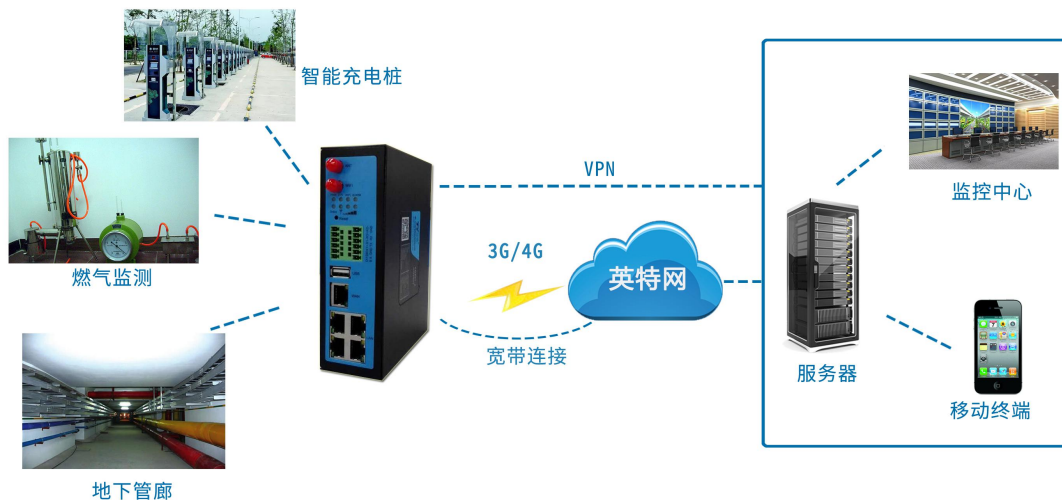 智能充电桩
燃气监测
地下管廊
VPN
3G/4G
英特网
宽带连接
监控中心
服务器
移动终端